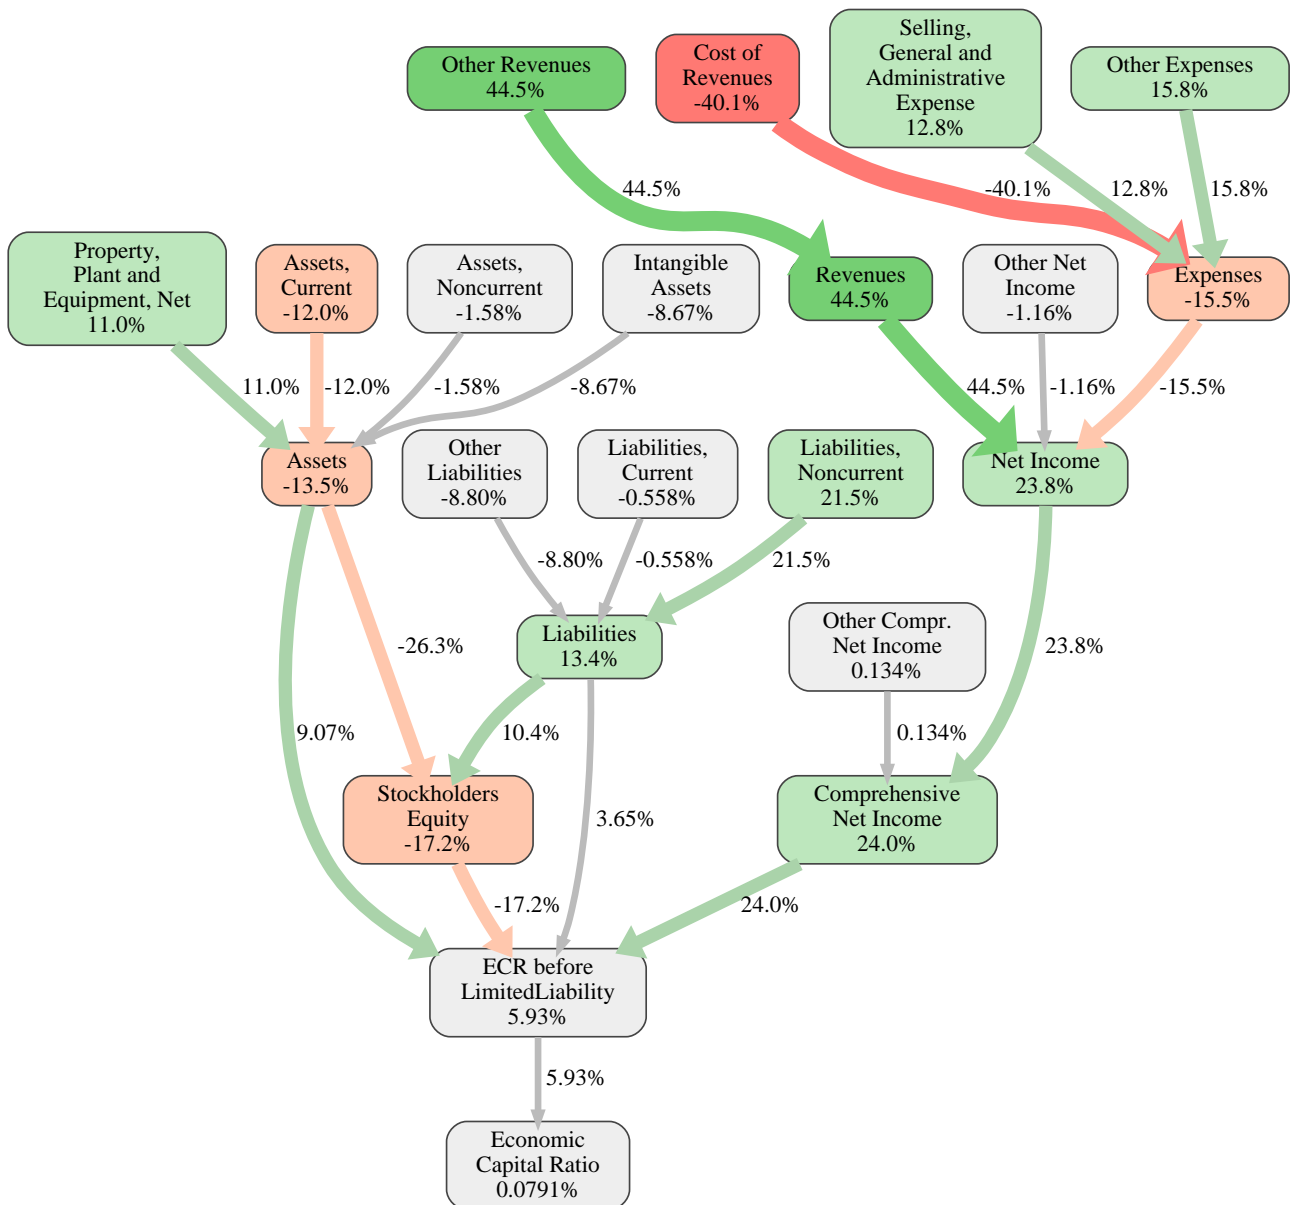 Other Revenues
44.5%
Cost of
Revenues
-40.1%
Selling,
General and
Administrative
Expense
12.8%
Other Expenses
15.8%
44.5%
-40.1%
12.8%
15.8%
Property,
Plant and
Equipment, Net
11.0%
Assets,
Current
-12.0%
Assets,
Noncurrent
-1.58%
Intangible
Assets
-8.67%
Revenues
44.5%
Other Net
Income
-1.16%
Expenses
-15.5%
11.0%
-12.0%
-1.58%
-8.67%
44.5%
-1.16%
-15.5%
Assets
-13.5%
Other
Liabilities
-8.80%
Liabilities,
Current
-0.558%
Liabilities,
Noncurrent
21.5%
Net Income
23.8%
-8.80%
-0.558%
21.5%
-26.3%
Liabilities
13.4%
Other Compr.
Net Income
0.134%
23.8%
9.07%
10.4%
3.65%
0.134%
Stockholders
Equity
-17.2%
Comprehensive
Net Income
24.0%
-17.2%
24.0%
ECR before
LimitedLiability
5.93%
5.93%
Economic
Capital Ratio
0.0791%